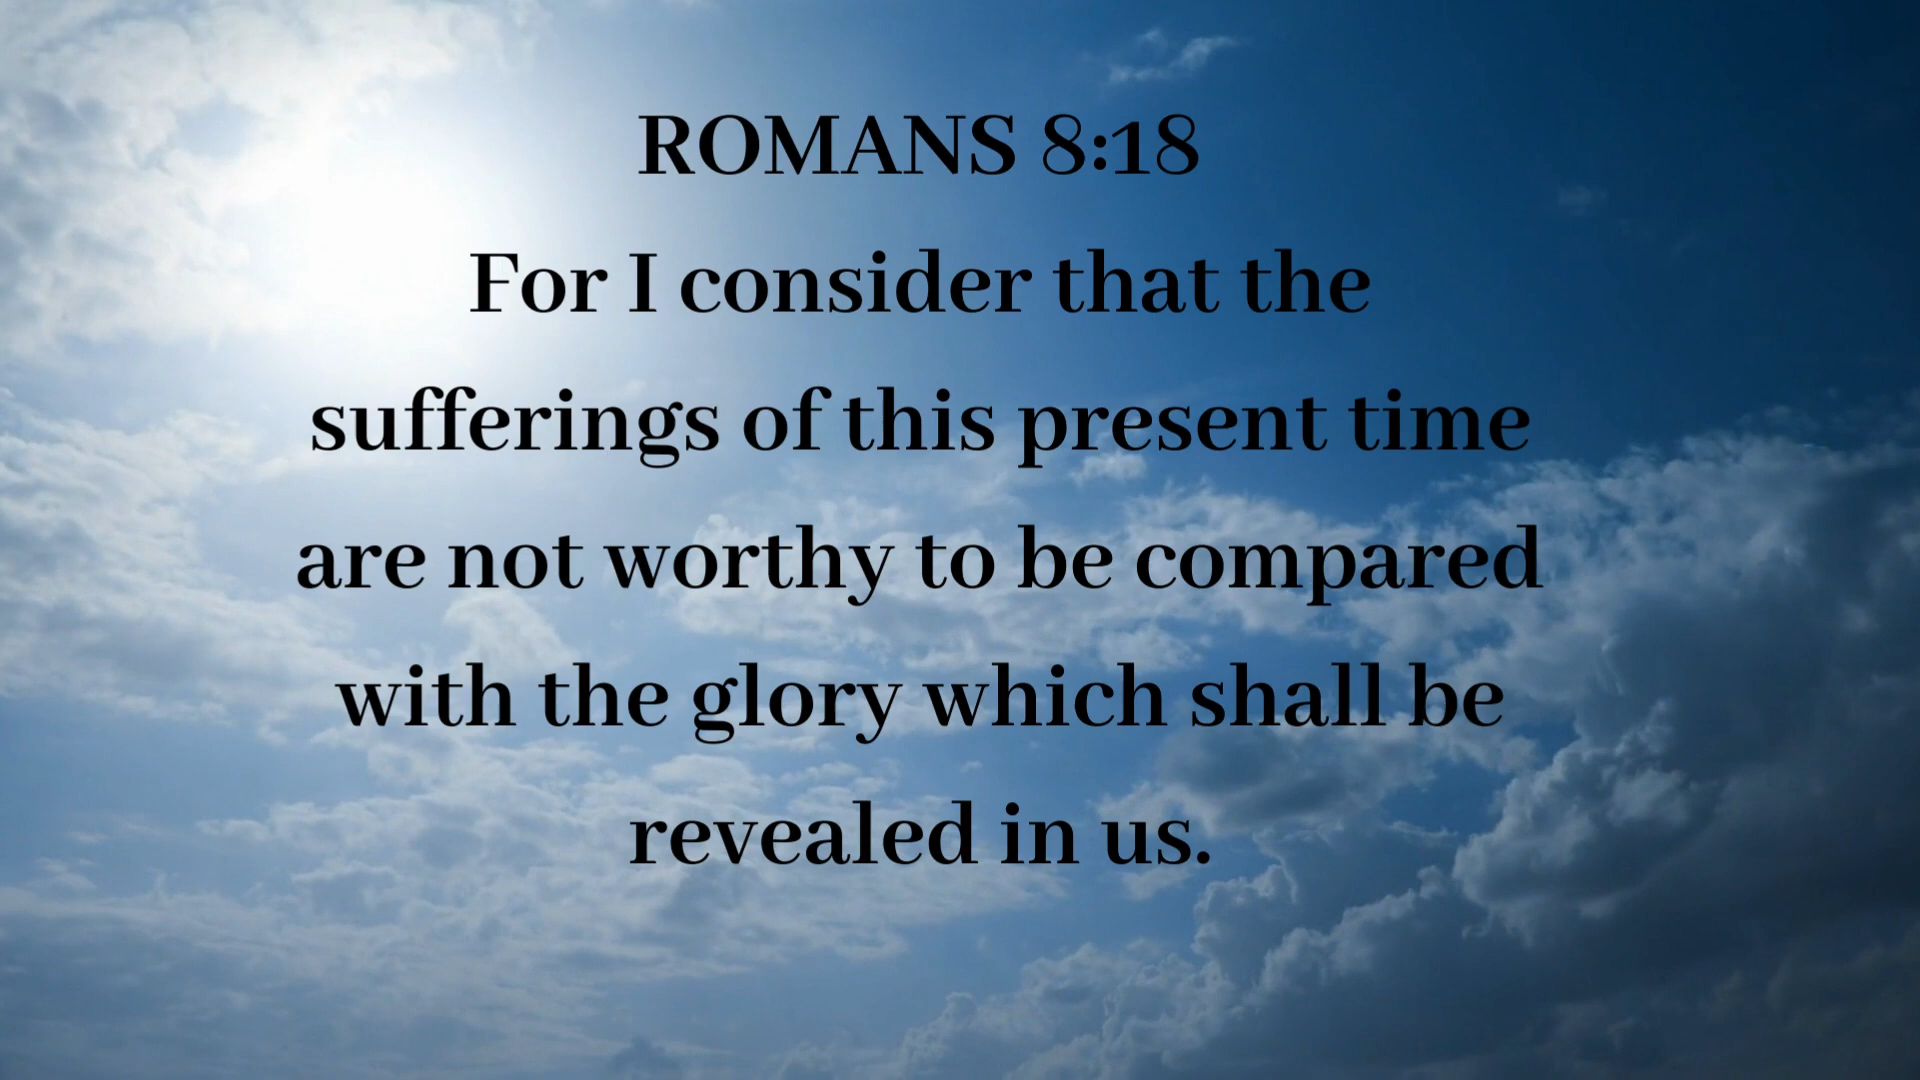 ROMANS 8:18
For I consider that the
sufferings of this present time
are not worthy to be compared
with the glory which shall be
revealed in us.